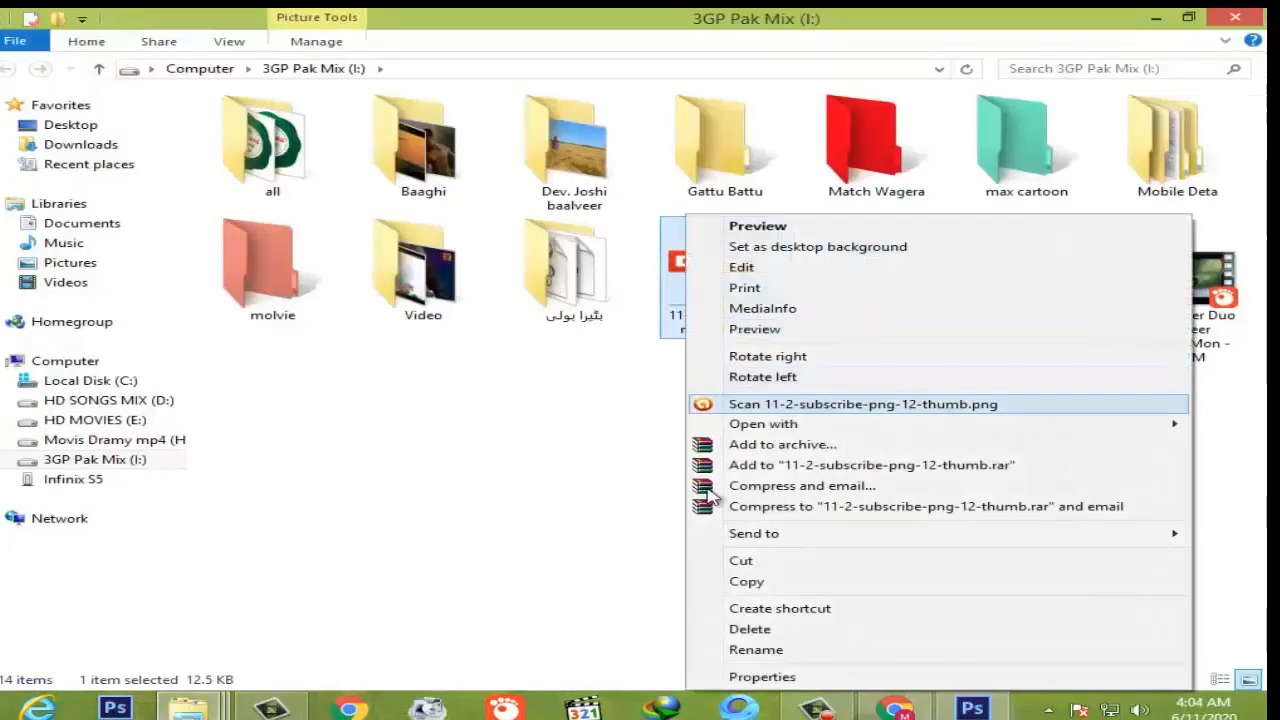 Picture Tools
3GP Pak Mix (I:)
File
Home
Share
View
Manage
Computer
3GP Pak Mix (I:)
Search 3GP Pak Mix (I:)
Favorites
Desktop
Downloads
Recent places
Libraries
Documents
Music
Pictures
Videos
Homegroup
Computer
Local Disk (C:)
HD SONGS MIX (D:)
HD MOVIES (E:)
Movis Dramy mp4 (H
3GP Pak Mix (I:)
Infinix S5
Network
all
Baaghi
Dev. Joshi
baalveer
Gattu Battu
Match Wagera
max cartoon
Mobile Deta
molvie
Video
بٹیرا بولی
11-
Preview
Set as desktop background
Edit
Print
MediaInfo
Preview
Rotate right
Rotate left
Scan 11-2-subscribe-png-12-thumb.png
Open with
Add to archive...
Add to "11-2-subscribe-png-12-thumb.rar"
Compress and email...
Compress to "11-2-subscribe-png-12-thumb.rar" and email
Send to
Cut
Copy
Create shortcut
Delete
Rename
Properties
er Duo
eer
Mon -
M
14 items
1 item selected 12.5 KB
Ps
321
M
Ps
4:04 AM
6/11/2020